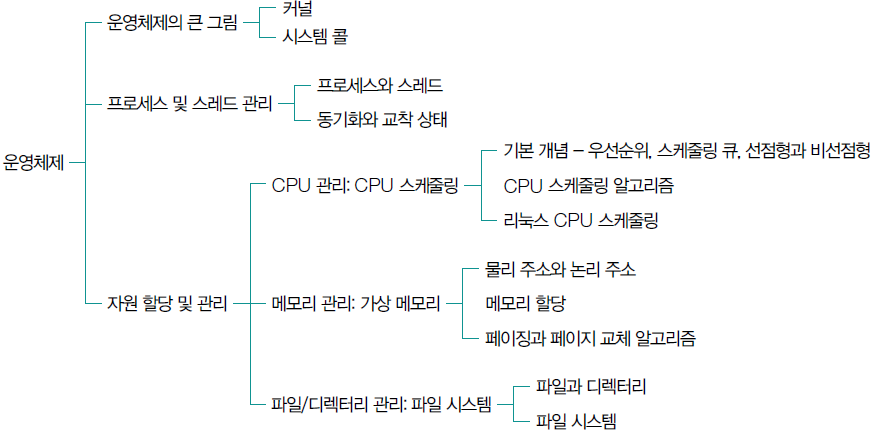 운영체제
운영체제의 큰 그림
커널
시스템 콜
프로세스 및 스레드 관리
프로세스와 스레드
동기화와 교착 상태
자원 할당 및 관리
CPU 관리: CPU 스케줄링
기본 개념 – 우선순위, 스케줄링 큐, 선점형과 비선점형
CPU 스케줄링 알고리즘
리눅스 CPU 스케줄링
메모리 관리: 가상 메모리
물리 주소와 논리 주소
메모리 할당
페이징과 페이지 교체 알고리즘
파일/디렉터리 관리: 파일 시스템
파일과 디렉터리
파일 시스템